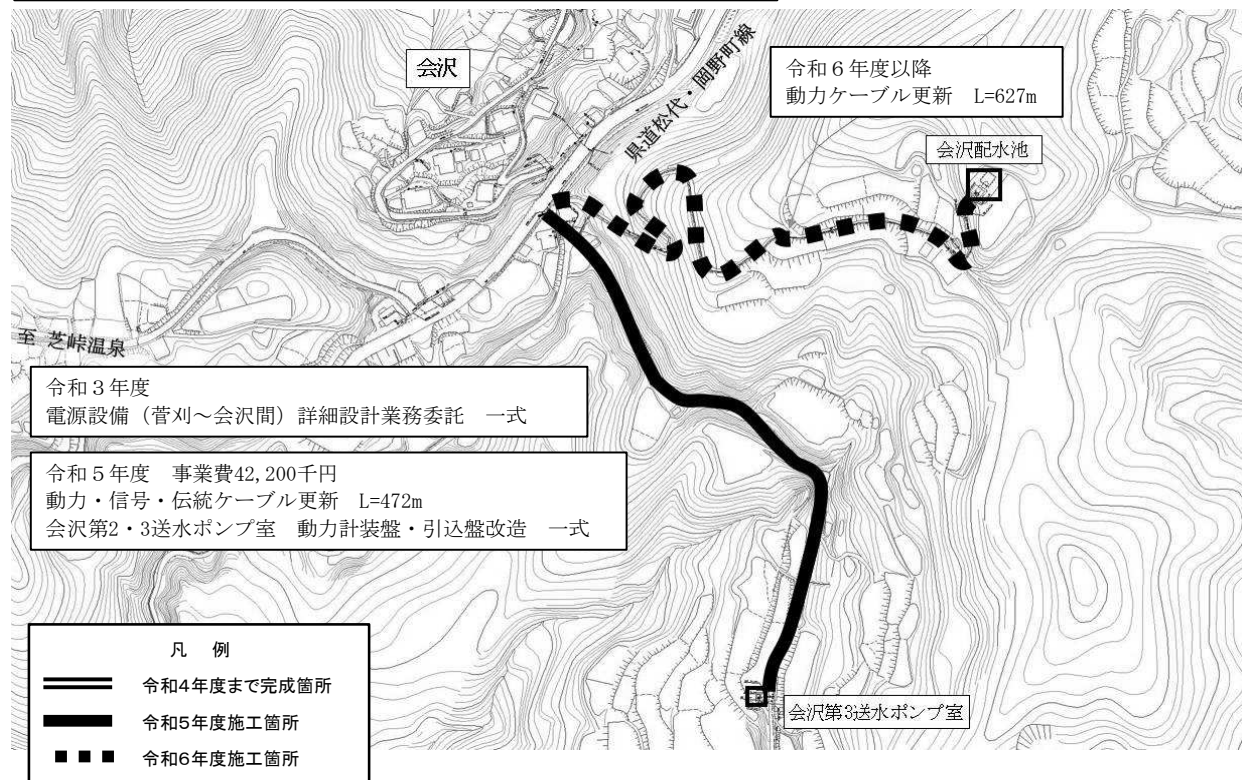 会沢
県道松代・岡野町線
令和６年度以降
動力ケーブル更新　L=627m
会沢配水池
至 芝峠温泉
令和３年度
電源設備（菅刈～会沢間）詳細設計業務委託　一式
令和５年度　事業費42,200千円
動力・信号・伝統ケーブル更新　L=472m
会沢第2・3送水ポンプ室　動力計装盤・引込盤改造　一式
会沢第3送水ポンプ室
凡　例
令和4年度まで完成箇所
令和5年度施工箇所
令和6年度施工箇所